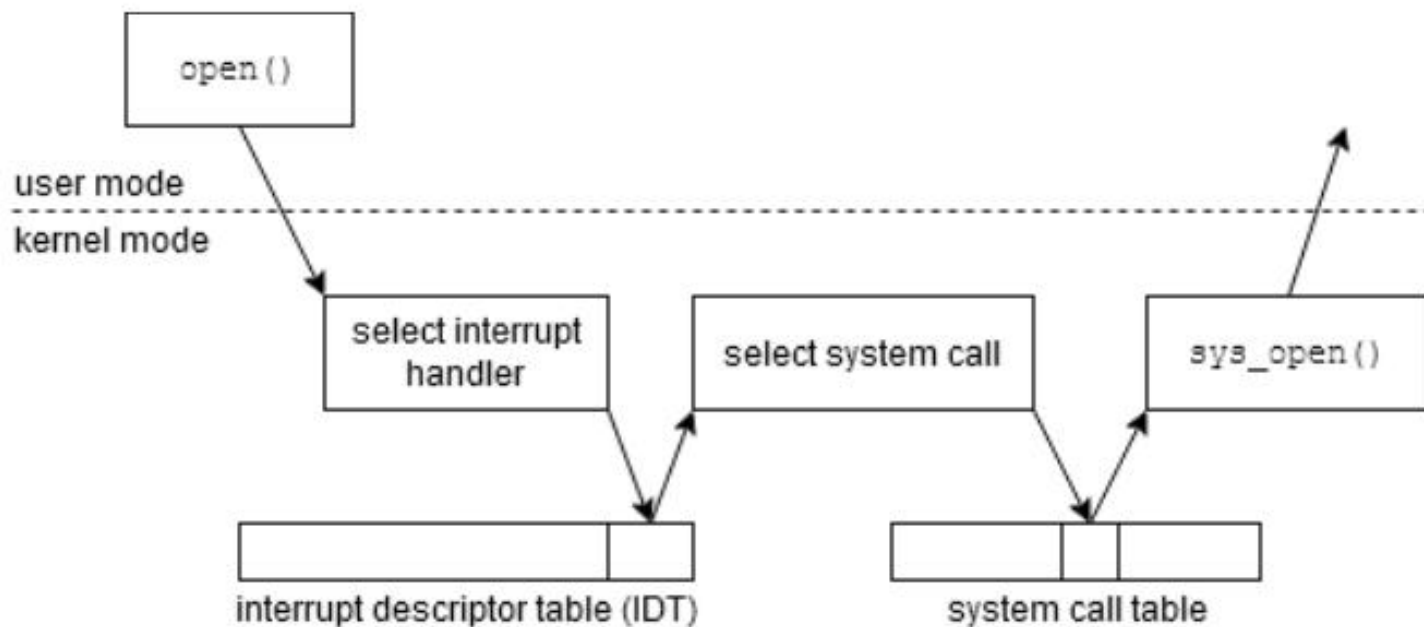 open()
user mode
kernel mode
select interrupt
handler
select system call
sys_open()
interrupt descriptor table (IDT)
system call table